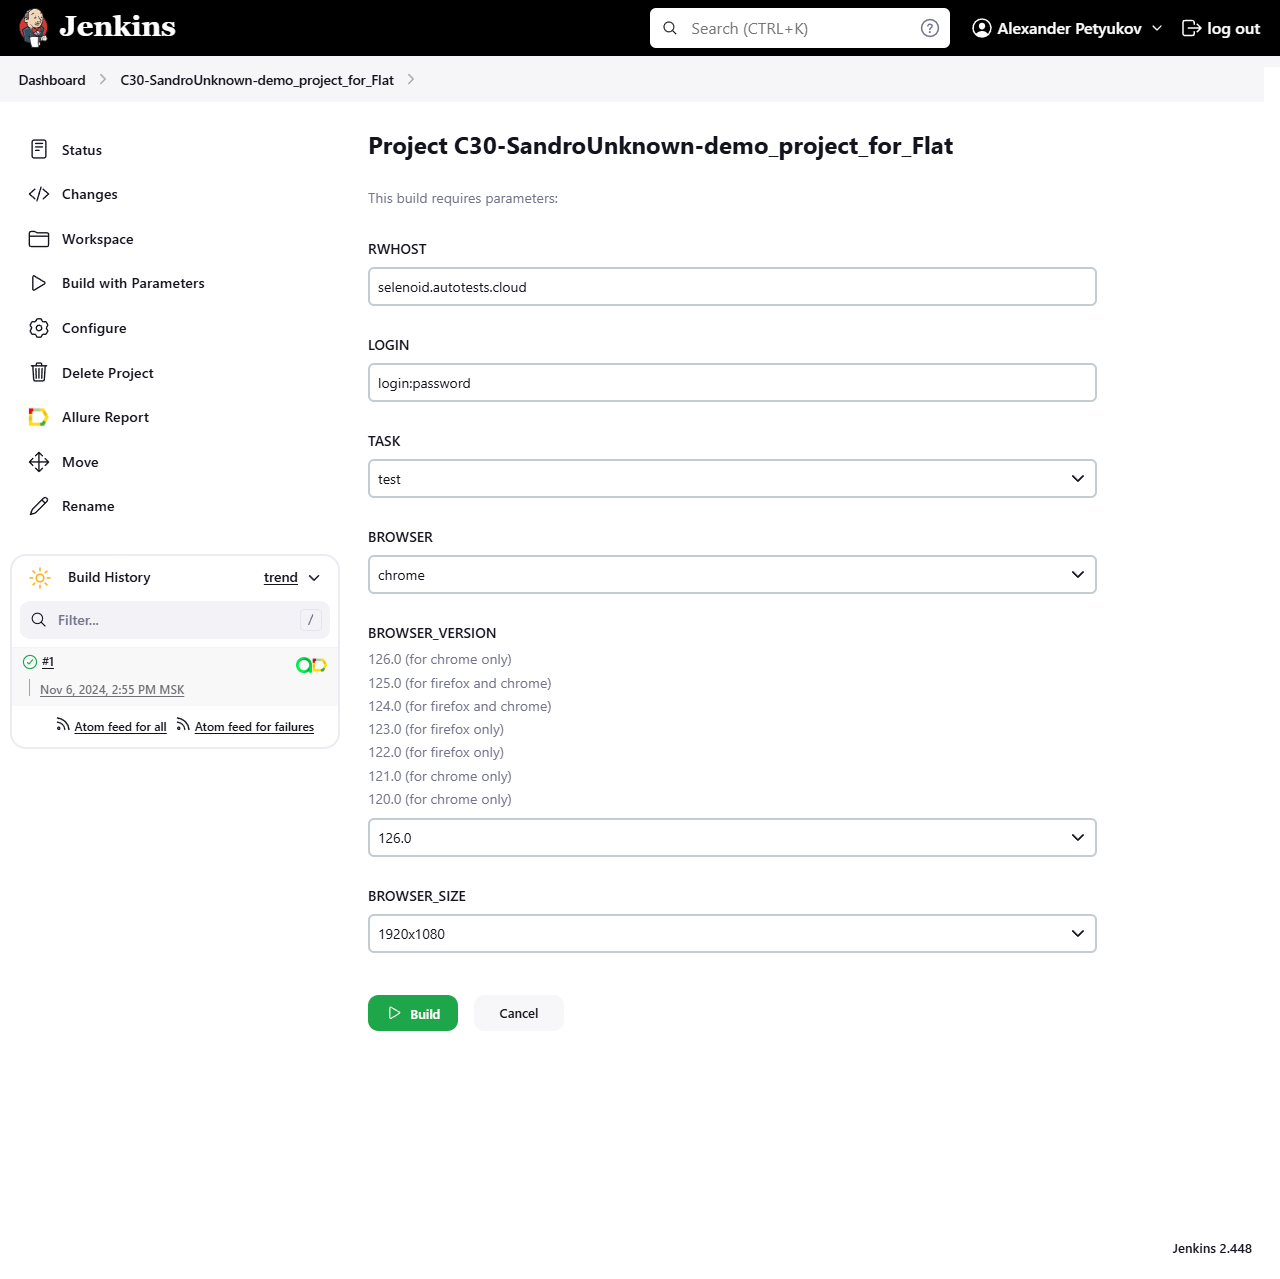 Jenkins
Search (CTRL+K)
Alexander Petyukov
log out
Dashboard
C30-SandroUnknown-demo_project_for_Flat
Status
Changes
Workspace
Build with Parameters
Configure
Delete Project
Allure Report
Move
Rename
Build History
trend
Filter...
/
#1
Nov 6, 2024, 2:55 PM MSK
Atom feed for all
Atom feed for failures
Project C30-SandroUnknown-demo_project_for_Flat
This build requires parameters:
RWHOST
selenoid.autotests.cloud
LOGIN
login:password
TASK
test
BROWSER
chrome
BROWSER_VERSION
126.0 (for chrome only)
125.0 (for firefox and chrome)
124.0 (for firefox and chrome)
123.0 (for firefox only)
122.0 (for firefox only)
121.0 (for chrome only)
120.0 (for chrome only)
126.0
BROWSER_SIZE
1920x1080
Build
Cancel
Jenkins 2.448